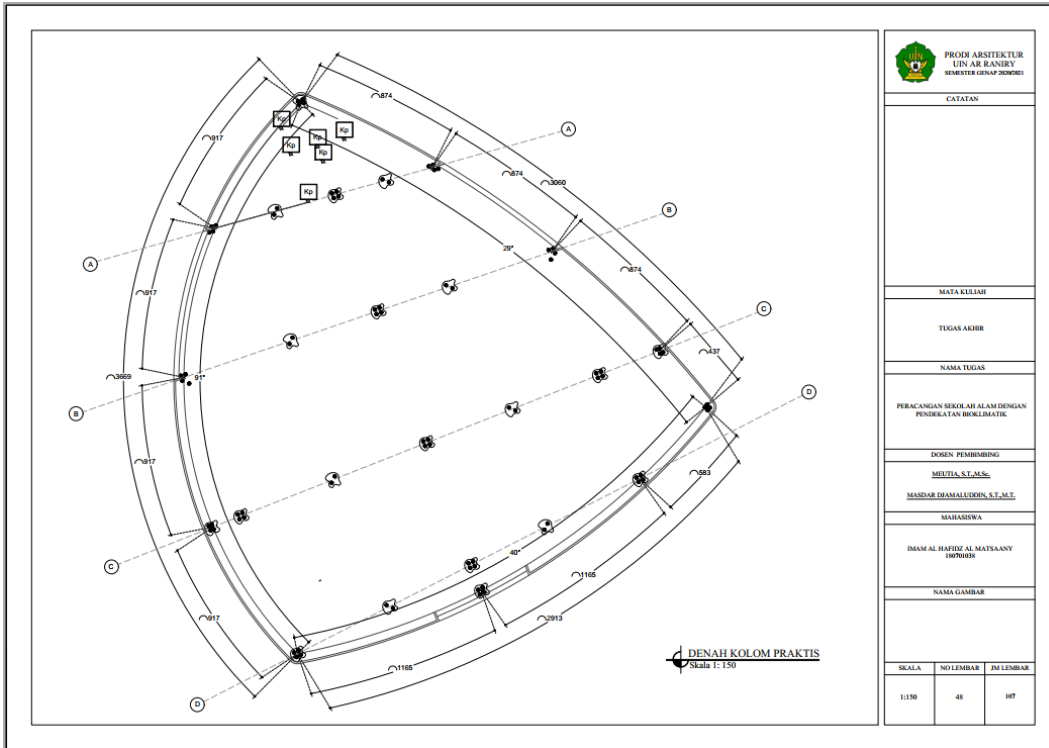 874
917
Kp
Kp
Kp
Kp
Kp
Kp
A
874
3060
B
A
917
29°
874
C
437
3669
91°
D
B
917
583
C
40°
1165
917
2913
1165
D
DENAH KOLOM PRAKTIS
Skala 1: 150
UIN
PRODI ARSITEKTUR
UIN AR RANIRY
SEMESTER GENAP 2020/2021
CATATAN
MATA KULIAH
TUGAS AKHIR
NAMA TUGAS
PERACANGAN SEKOLAH ALAM DENGAN
PENDEKATAN BIOKLIMATIK
DOSEN PEMBIMBING
MEUTIA, S.T.,M.Sc.
MASDAR DJAMALUDDIN, S.T.,M.T.
MAHASISWA
IMAM AL HAFIDZ AL MATSAANY
180701038
NAMA GAMBAR
SKALA NO LEMBAR JM LEMBAR
1:150 48 107